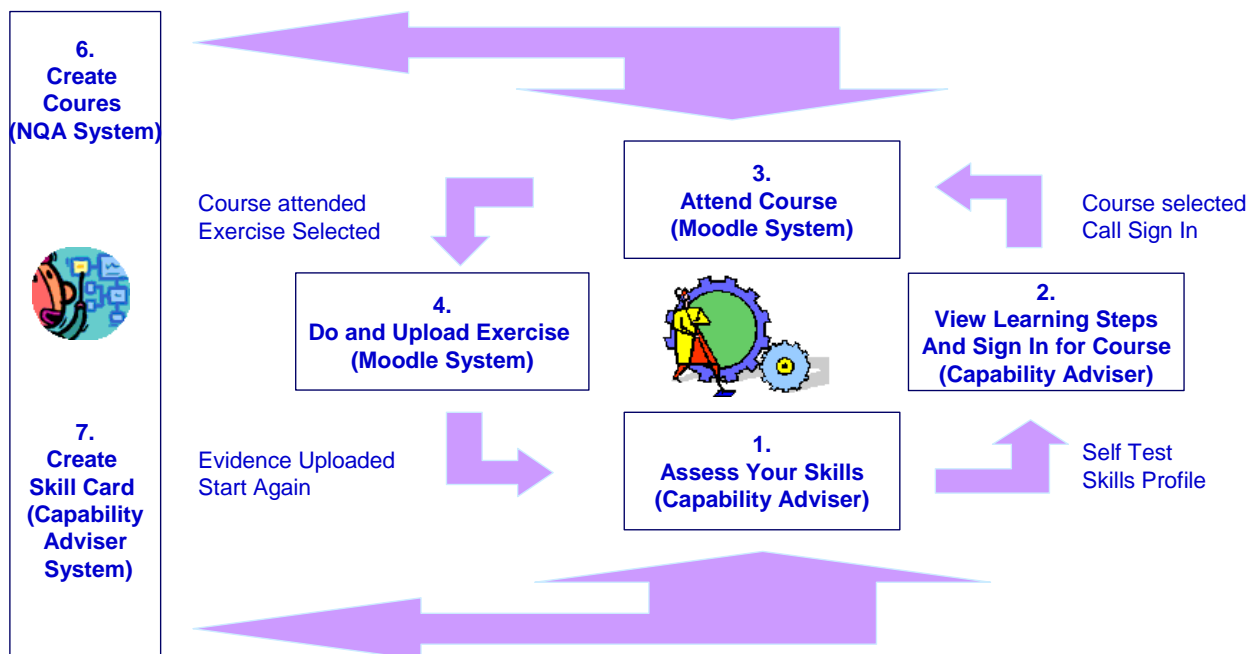 6.
Create
Coures
(NQA System)
7.
Create
Skill Card
(Capability
Adviser
System)
3.
Attend Course
(Moodle System)
Course attended
Exercise Selected
Course selected
Call Sign In
4.
Do and Upload Exercise
(Moodle System)
2.
View Learning Steps
And Sign In for Course
(Capability Adviser)
Evidence Uploaded
Start Again
1.
Assess Your Skills
(Capability Adviser)
Self Test
Skills Profile